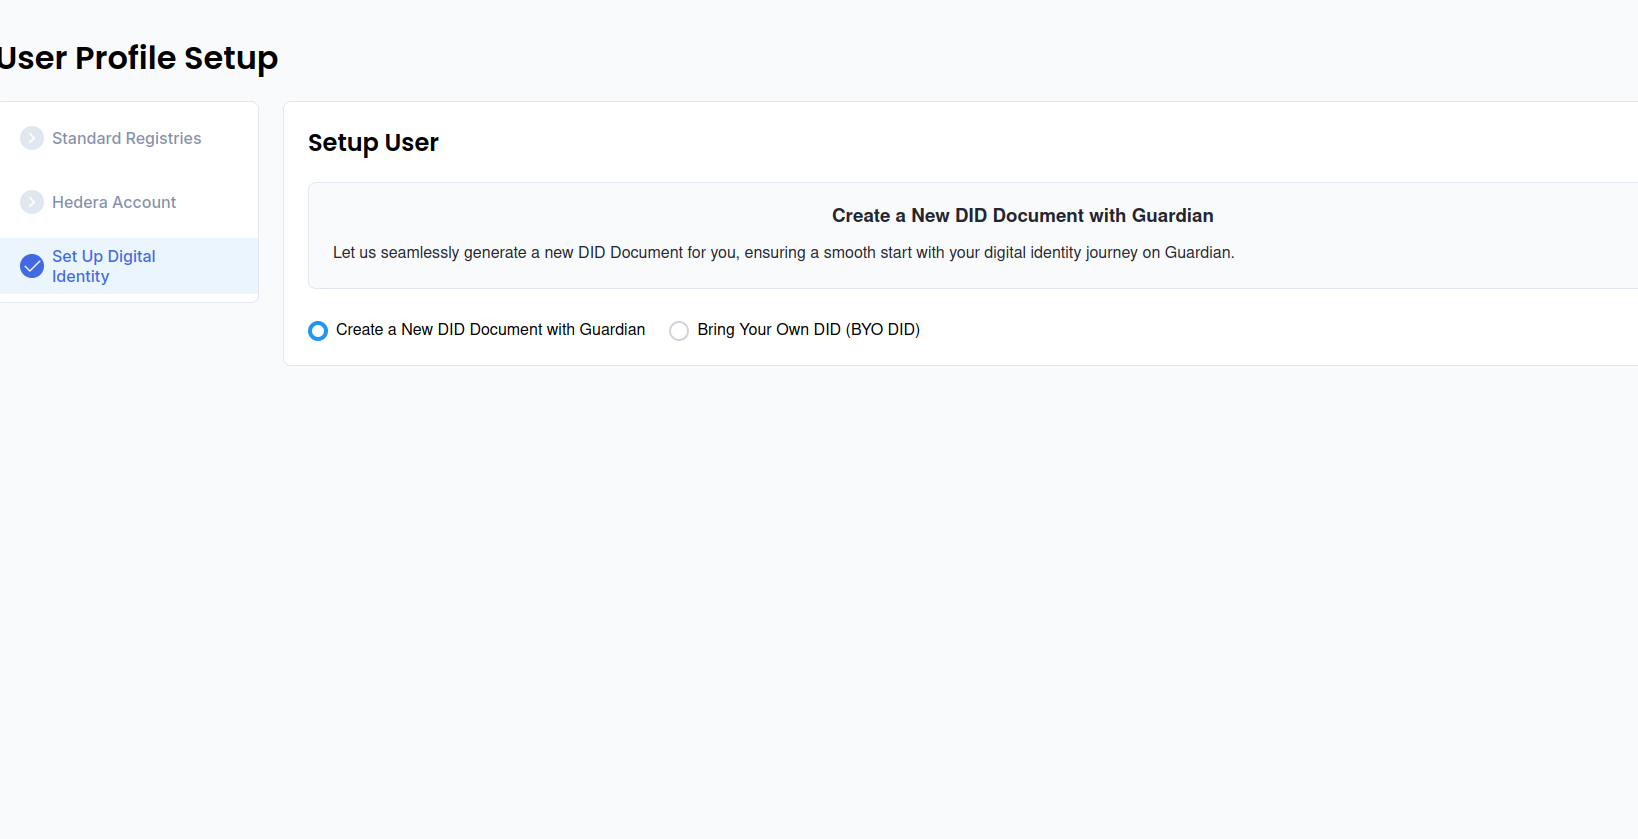 User Profile Setup
Standard Registries
Hedera Account
Set Up Digital
Identity
Setup User
Create a New DID Document with Guardian
Let us seamlessly generate a new DID Document for you, ensuring a smooth start with your digital identity journey on Guardian.
Create a New DID Document with Guardian
Bring Your Own DID (BYO DID)